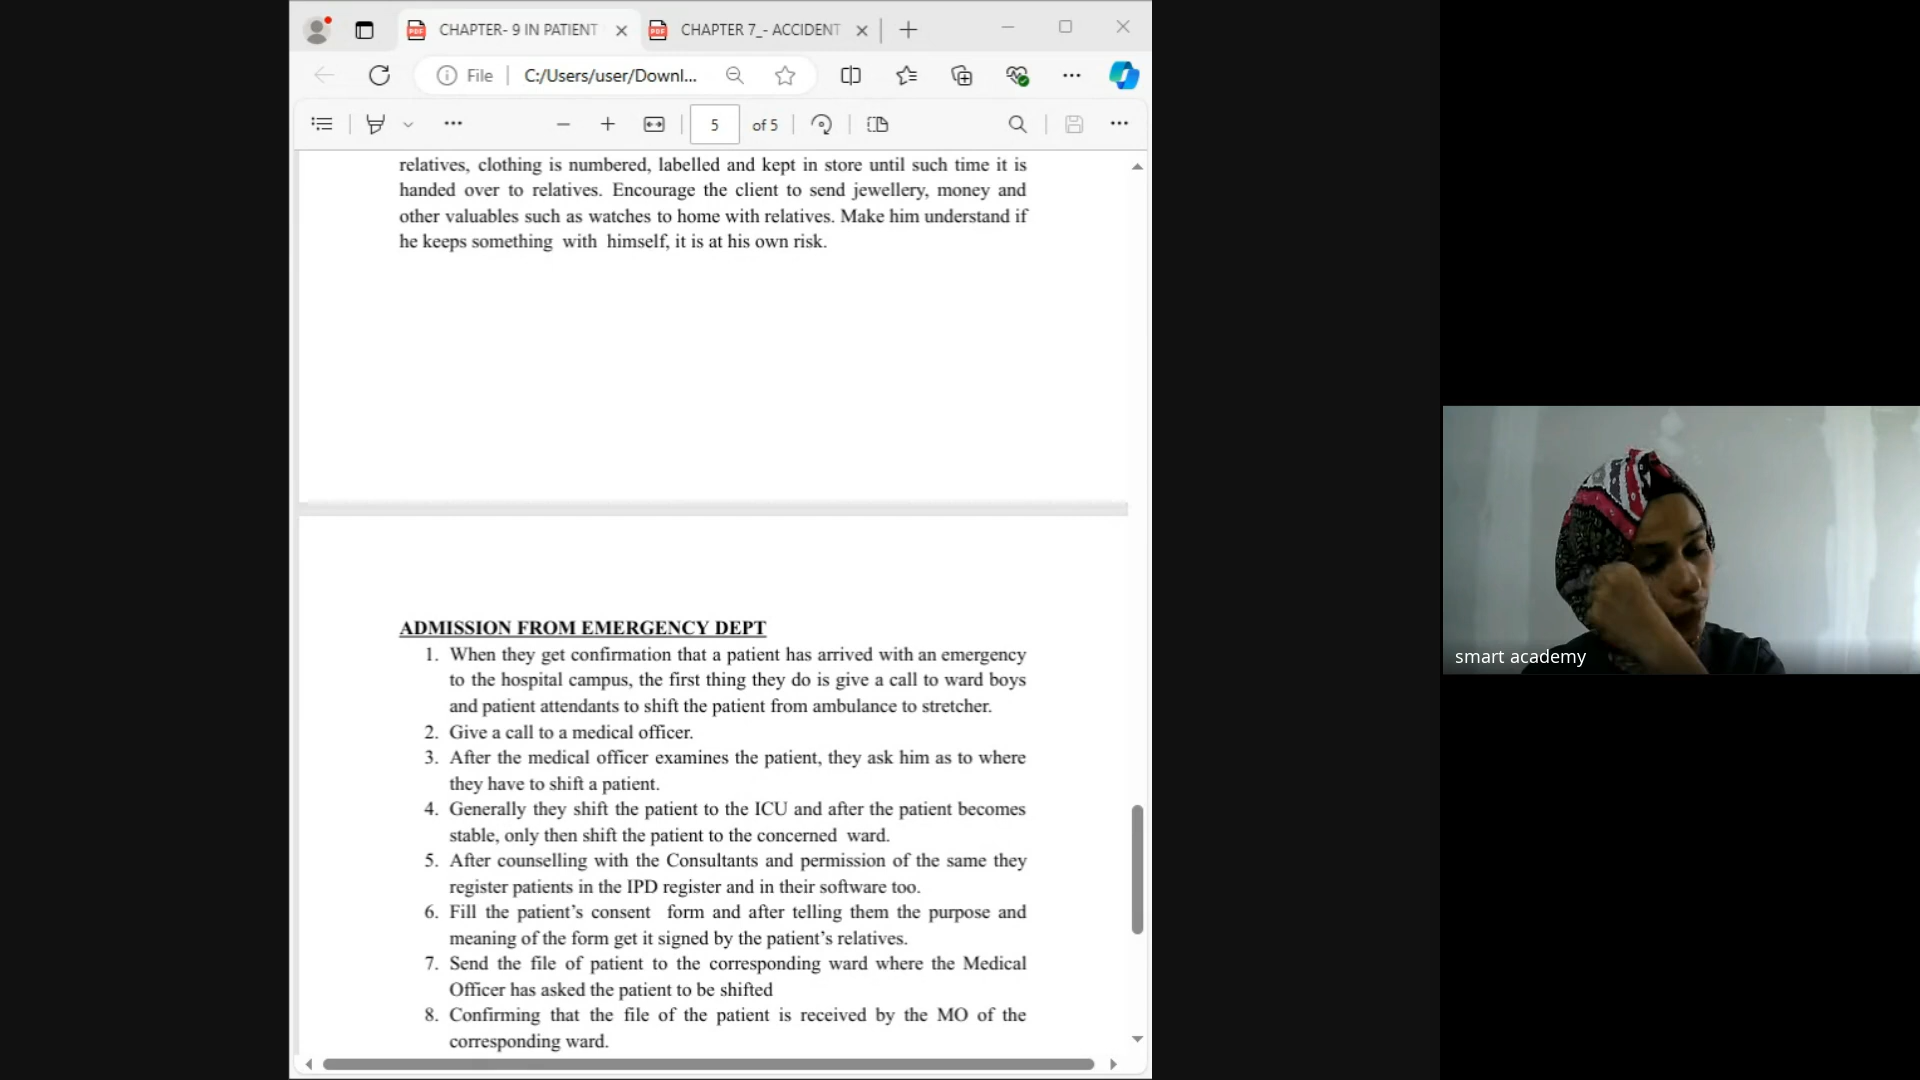 CHAPTER- 9 IN PATIENT
CHAPTER 7_- ACCIDENT
File
C:/Users/user/Downl...
5 of 5
relatives, clothing is numbered, labelled and kept in store until such time it is
handed over to relatives. Encourage the client to send jewellery, money and
other valuables such as watches to home with relatives. Make him understand if
he keeps something with himself, it is at his own risk.
ADMISSION FROM EMERGENCY DEPT
1. When they get confirmation that a patient has arrived with an emergency
to the hospital campus, the first thing they do is give a call to ward boys
and patient attendants to shift the patient from ambulance to stretcher.
2. Give a call to a medical officer.
3. After the medical officer examines the patient, they ask him as to where
they have to shift a patient.
4. Generally they shift the patient to the ICU and after the patient becomes
stable, only then shift the patient to the concerned ward.
5. After counselling with the Consultants and permission of the same they
register patients in the IPD register and in their software too.
6. Fill the patient’s consent form and after telling them the purpose and
meaning of the form get it signed by the patient’s relatives.
7. Send the file of patient to the corresponding ward where the Medical
Officer has asked the patient to be shifted
8. Confirming that the file of the patient is received by the MO of the
corresponding ward.
smart academy